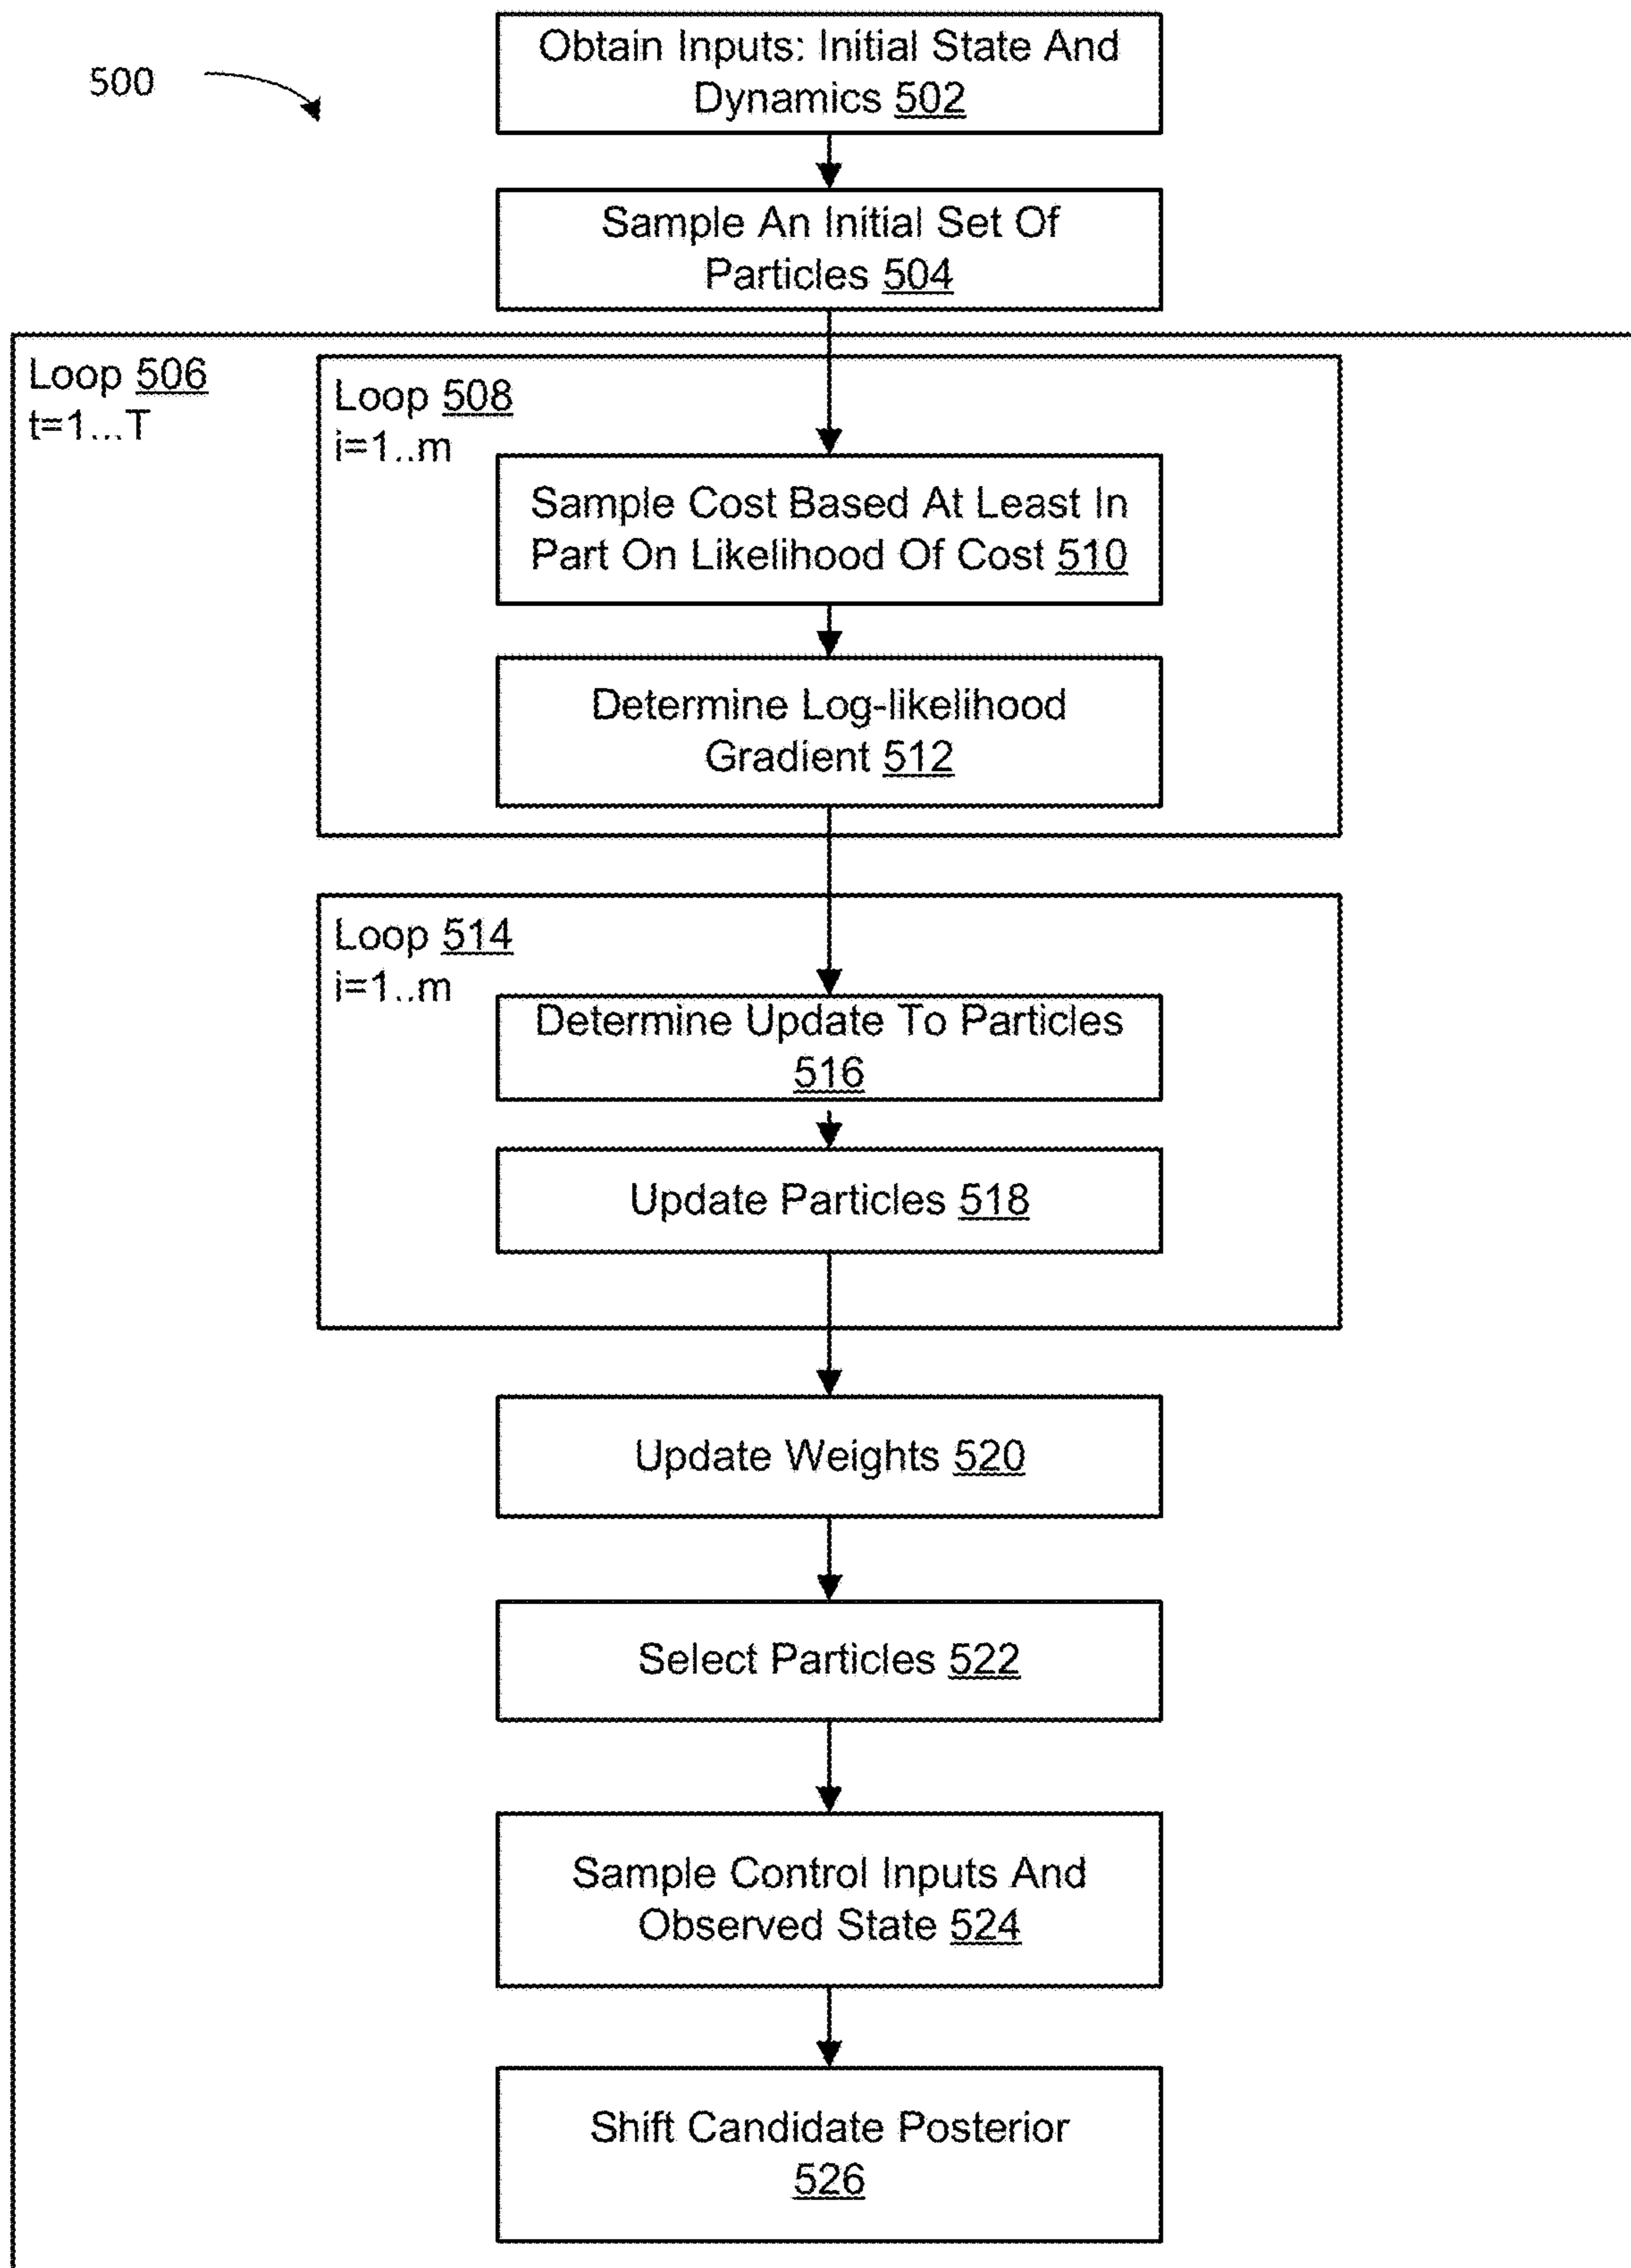 500
Obtain Inputs: Initial State And
Dynamics 502
Sample An Initial Set Of
Particles 504
Loop 506
t=1...T
Loop 508
i=1..m
Sample Cost Based At Least In
Part On Likelihood Of Cost 510
Determine Log-likelihood
Gradient 512
Loop 514
i=1..m
Determine Update To Particles
516
Update Particles 518
Update Weights 520
Select Particles 522
Sample Control Inputs And
Observed State 524
Shift Candidate Posterior
526